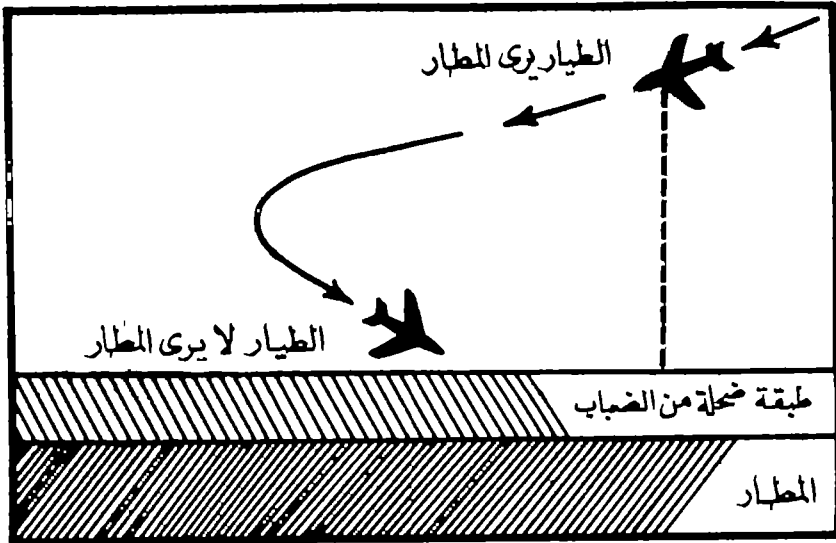 الطيار يرى المطار
الطيار لا يرى المطار
طبقة ضحلة من الضباب
المطار